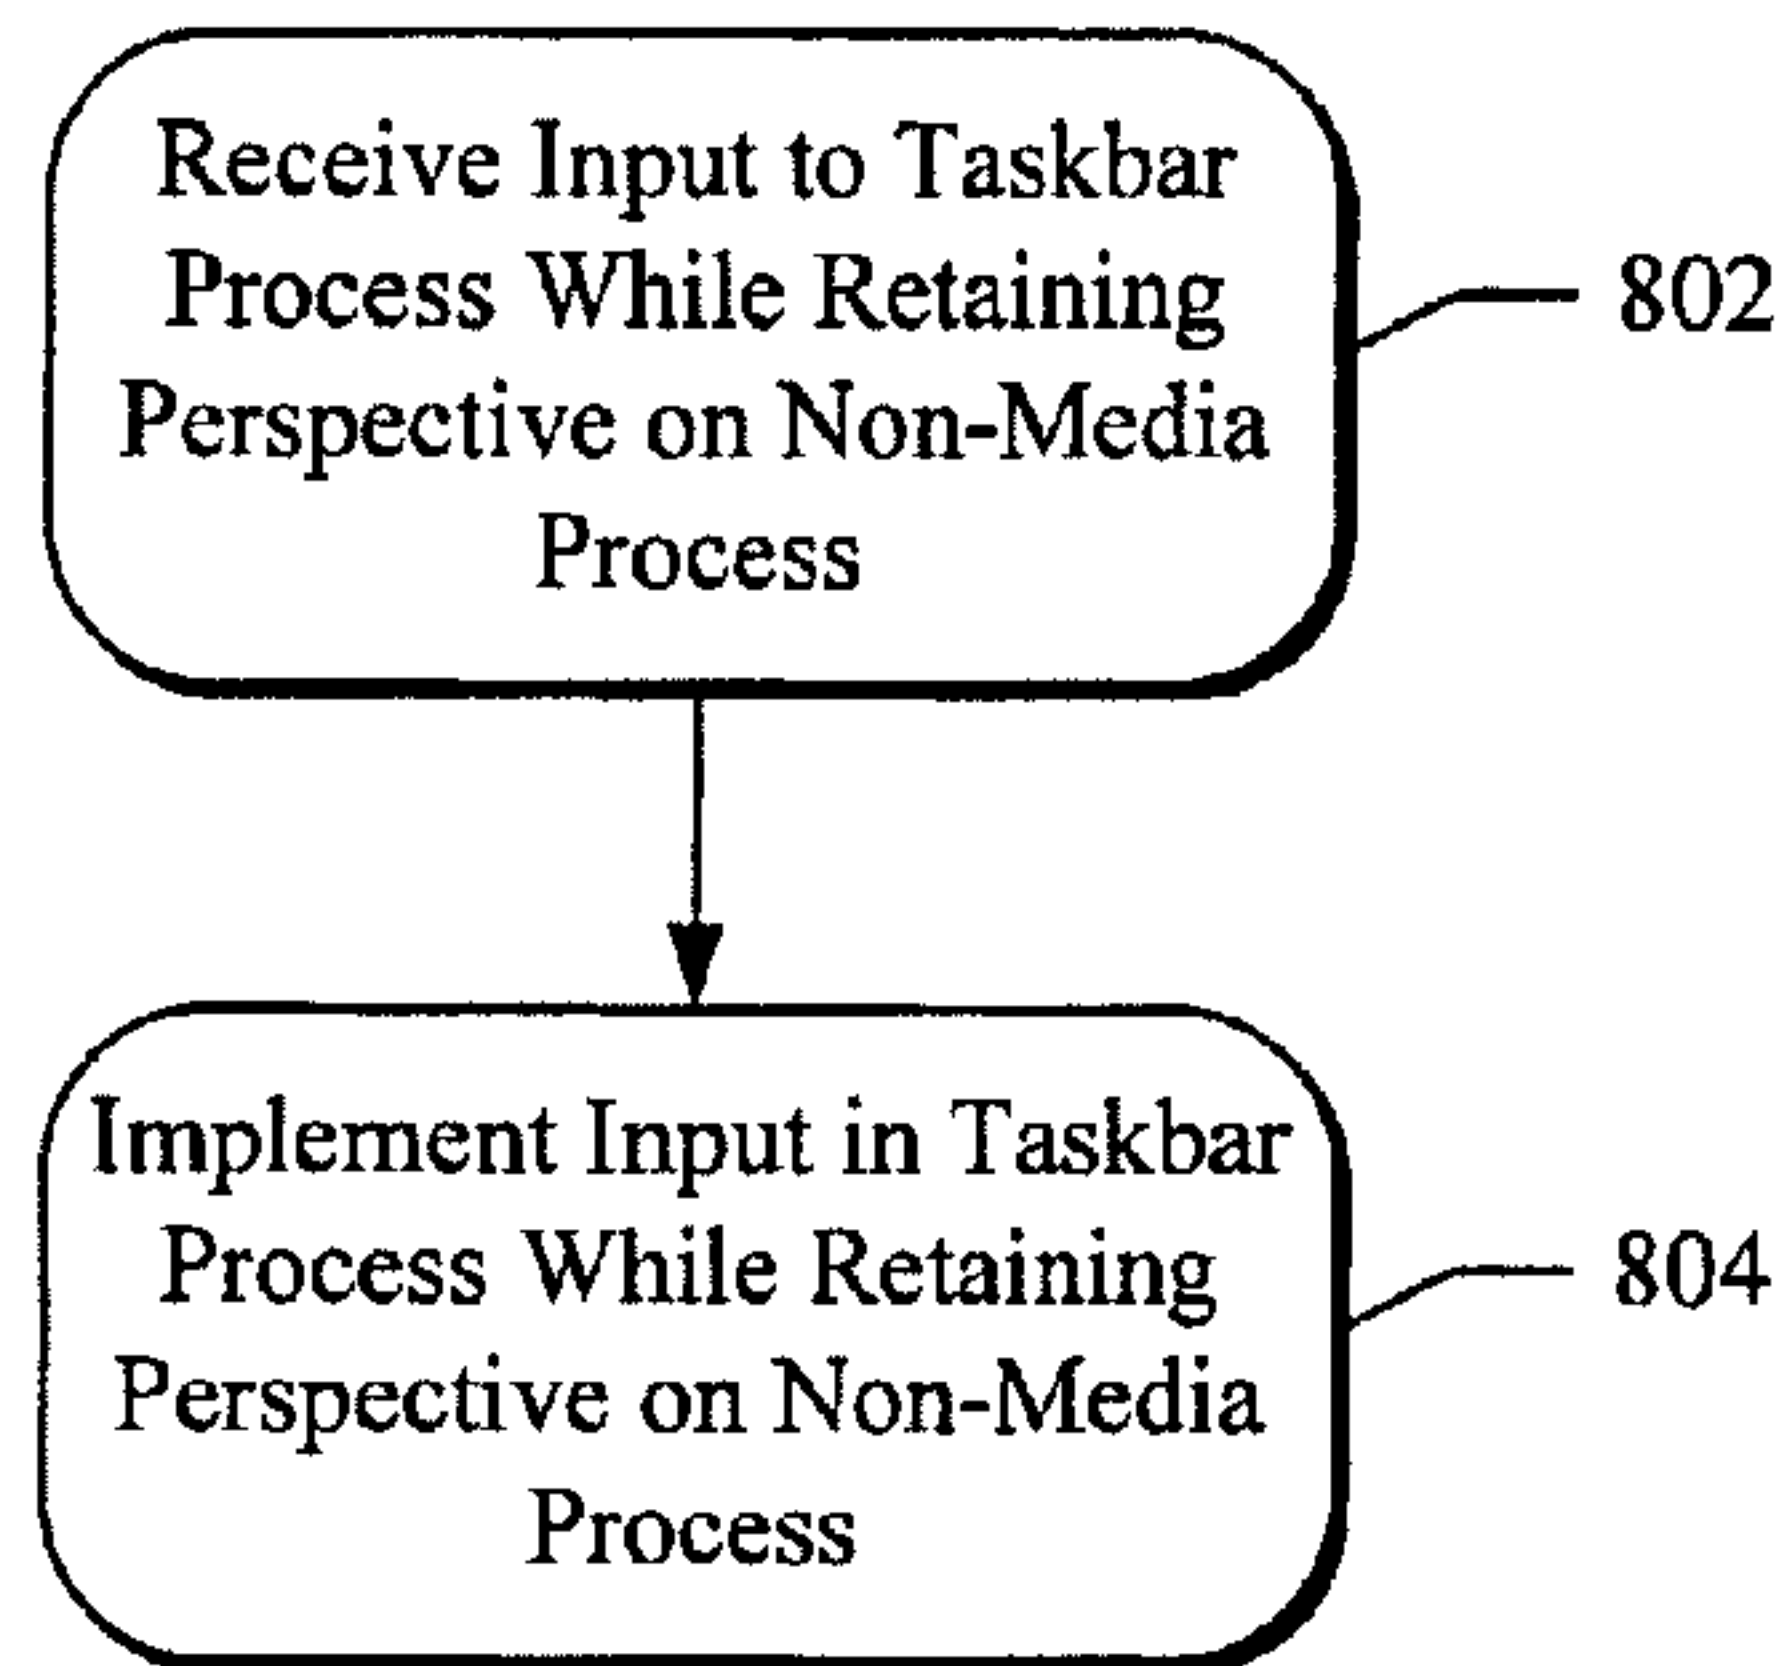 Receive Input to Taskbar
Process While Retaining
Perspective on Non-Media
Process
802
Implement Input in Taskbar
Process While Retaining
Perspective on Non-Media
Process
804